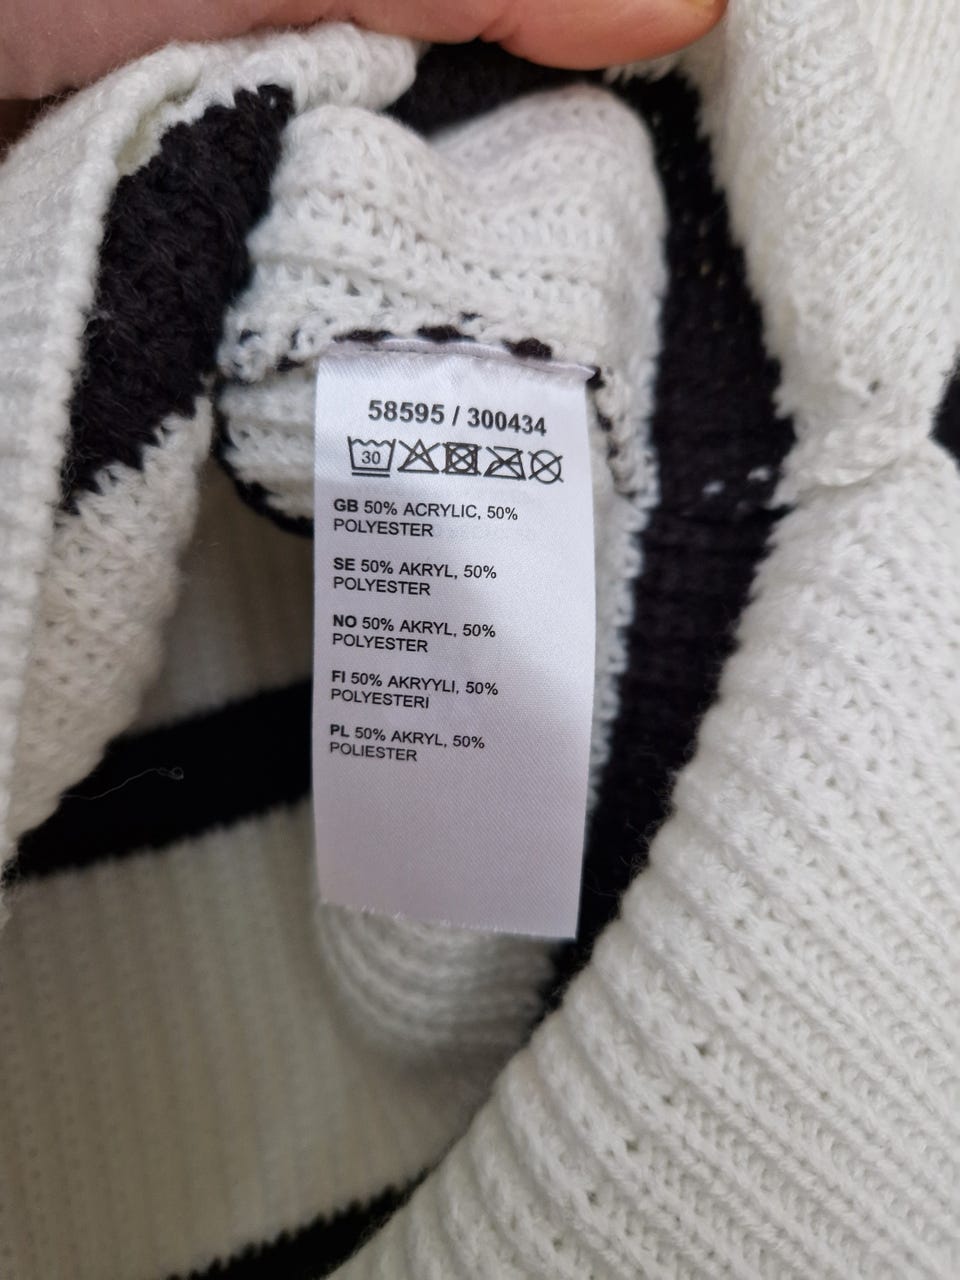 58595 / 300434
30
GB 50% ACRYLIC, 50%
POLYESTER
SE 50% AKRYL, 50%
POLYESTER
NO 50% AKRYL, 50%
POLYESTER
FI 50% AKRYYLI, 50%
POLYESTERI
PL 50% AKRYL, 50%
POLIESTER